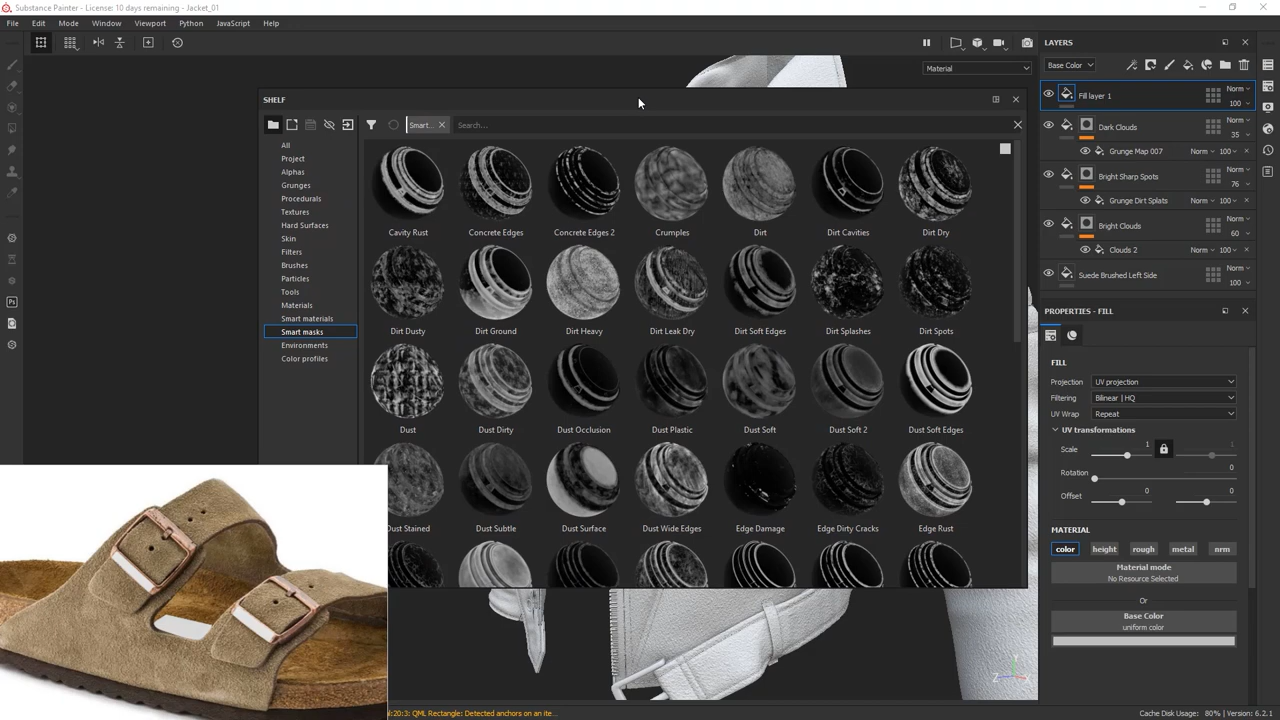 Substance Painter - License: 10 days remaining - Jacket_01
File Edit Mode Window Viewport Python JavaScript Help
Material
SHELF
Smart...
Search...
All
Project
Alphas
Grunges
Procedurals
Textures
Hard Surfaces
Skin
Filters
Brushes
Particles
Tools
Materials
Smart materials
Smart masks
Environments
Color profiles
Cavity Rust Concrete Edges Concrete Edges 2 Crumples Dirt Dirt Cavities Dirt Dry
Dirt Dusty Dirt Ground Dirt Heavy Dirt Leak Dry Dirt Soft Edges Dirt Splashes Dirt Spots
Dust Dust Dirty Dust Occlusion Dust Plastic Dust Soft Dust Soft 2 Dust Soft Edges
Dust Stained Dust Subtle Dust Surface Dust Wide Edges Edge Damage Edge Dirty Cracks Edge Rust
LAYERS
Base Color
Fill layer 1 Norm 100
Dark Clouds Norm 35
Grunge Map 007 Norm 100
Bright Sharp Spots Norm 76
Grunge Dirt Splats Norm 100
Bright Clouds Norm 60
Clouds 2 Norm 100
Suede Brushed Left Side Norm 100
PROPERTIES - FILL
FILL
Projection UV projection
Filtering Bilinear | HQ
UV Wrap Repeat
UV transformations
Scale 1 1
Rotation 0
Offset 0 0
MATERIAL
color height rough metal nrm
Material mode
No Resource Selected
Or
Base Color
uniform color
Ps
Y
Z
:20:3: QML Rectangle: Detected anchors on an ite...
Cache Disk Usage: 80% | Version: 6.2.1